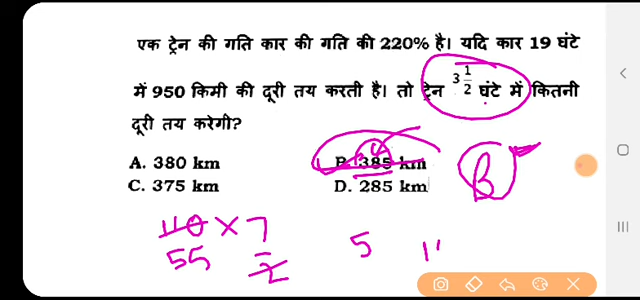 एक ट्रेन की गति कार की गति की 220% है। यदि कार 19 घंटे
में 950 किमी की दूरी तय करती है। तो ट्रेन 3 1/2 घंटे में कितनी
दूरी तय करेगी?
A. 380 km B. 385 km
C. 375 km D. 285 km
B
110 × 7
55 2 5 11